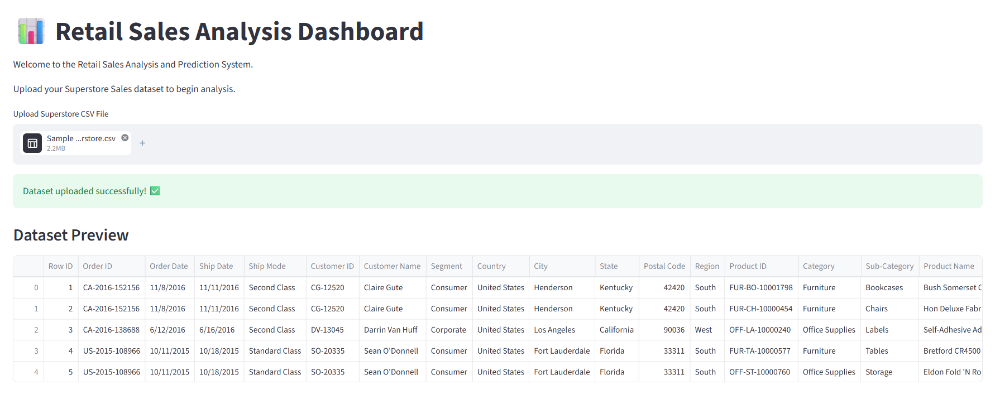 Retail Sales Analysis Dashboard
Welcome to the Retail Sales Analysis and Prediction System.
Upload your Superstore Sales dataset to begin analysis.
Upload Superstore CSV File
Sample ...rstore.csv
2.2MB
Dataset uploaded successfully! ✅
Dataset Preview
Row ID Order ID Order Date Ship Date Ship Mode Customer ID Customer Name Segment Country City State Postal Code Region Product ID Category Sub-Category Product Name
0 1 CA-2016-152156 11/8/2016 11/11/2016 Second Class CG-12520 Claire Gute Consumer United States Henderson Kentucky 42420 South FUR-BO-10001798 Furniture Bookcases Bush Somerset C
1 2 CA-2016-152156 11/8/2016 11/11/2016 Second Class CG-12520 Claire Gute Consumer United States Henderson Kentucky 42420 South FUR-CH-10000454 Furniture Chairs Hon Deluxe Fabr
2 3 CA-2016-138688 6/12/2016 6/16/2016 Second Class DV-13045 Darrin Van Huff Corporate United States Los Angeles California 90036 West OFF-LA-10000240 Office Supplies Labels Self-Adhesive Ad
3 4 US-2015-108966 10/11/2015 10/18/2015 Standard Class SO-20335 Sean O'Donnell Consumer United States Fort Lauderdale Florida 33311 South FUR-TA-10000577 Furniture Tables Bretford CR4500
4 5 US-2015-108966 10/11/2015 10/18/2015 Standard Class SO-20335 Sean O'Donnell Consumer United States Fort Lauderdale Florida 33311 South OFF-ST-10000760 Office Supplies Storage Eldon Fold 'N Ro